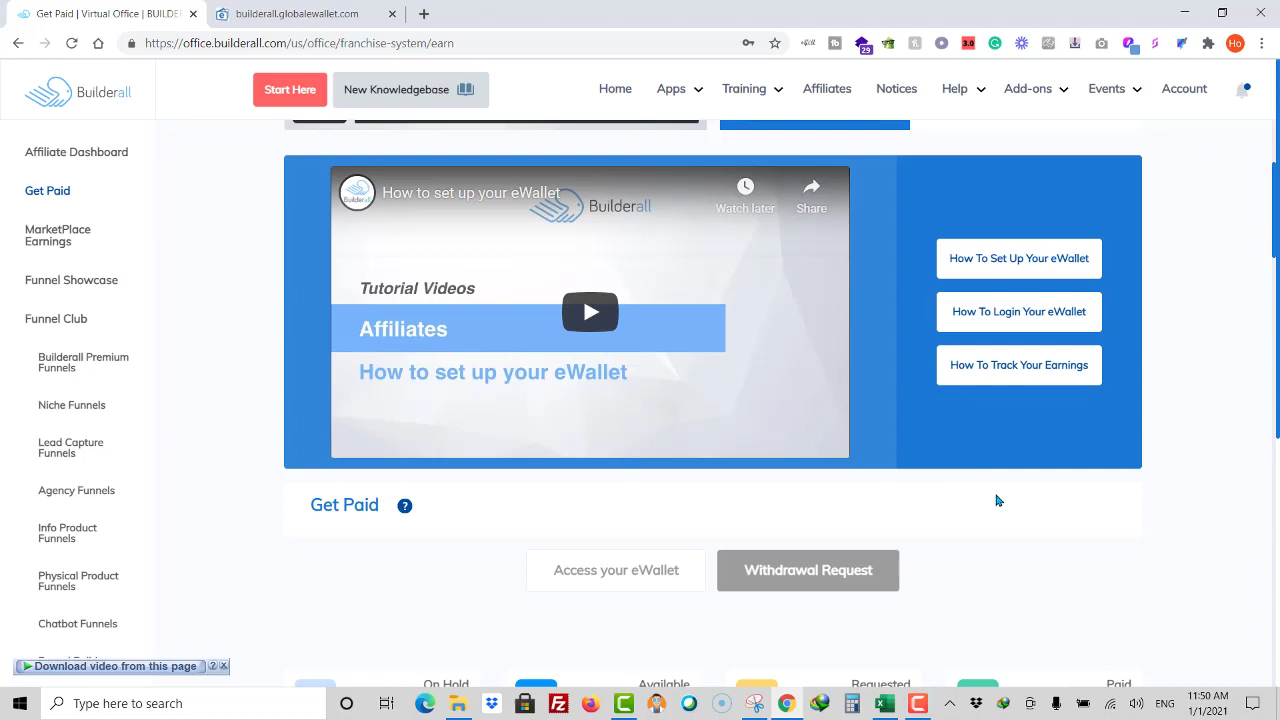 Get Paid | Virtual Office | BUILDE
builderall.globalewallet.com
https://office.builderall.com/us/office/franchise-system/earn
29
3.0
Ho
Builderall
Start Here
New Knowledgebase
Home
Apps
Training
Affiliates
Notices
Help
Add-ons
Events
Account
Affiliate Dashboard
Get Paid
MarketPlace
Earnings
Funnel Showcase
Funnel Club
Builderall Premium
Funnels
Niche Funnels
Lead Capture
Funnels
Agency Funnels
Info Product
Funnels
Physical Product
Funnels
Chatbot Funnels
How to set up your eWallet
Builderall
Watch later
Share
Tutorial Videos
Affiliates
How to set up your eWallet
How To Set Up Your eWallet
How To Login Your eWallet
How To Track Your Earnings
Get Paid ?
Access your eWallet
Withdrawal Request
On Hold
Available
Requested
Paid
Download video from this page
Type here to search
ENG
11:50 AM
1/1/2021